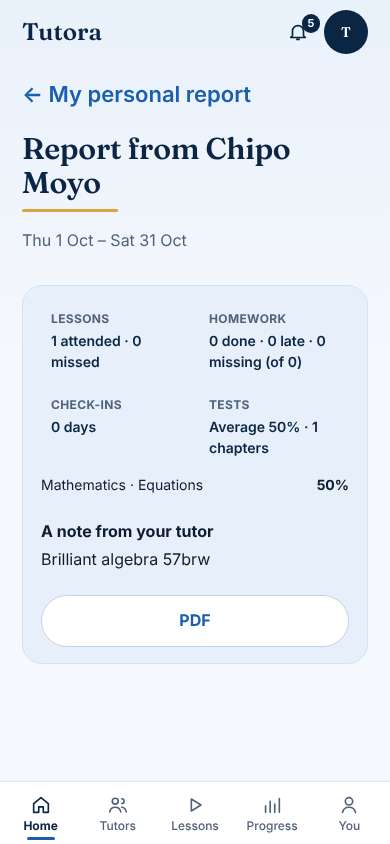 Tutora
5
T
← My personal report
Report from Chipo
Moyo
Thu 1 Oct – Sat 31 Oct
LESSONS
1 attended · 0
missed
HOMEWORK
0 done · 0 late · 0
missing (of 0)
CHECK-INS
0 days
TESTS
Average 50% · 1
chapters
Mathematics · Equations 50%
A note from your tutor
Brilliant algebra 57brw
PDF
Home Tutors Lessons Progress You